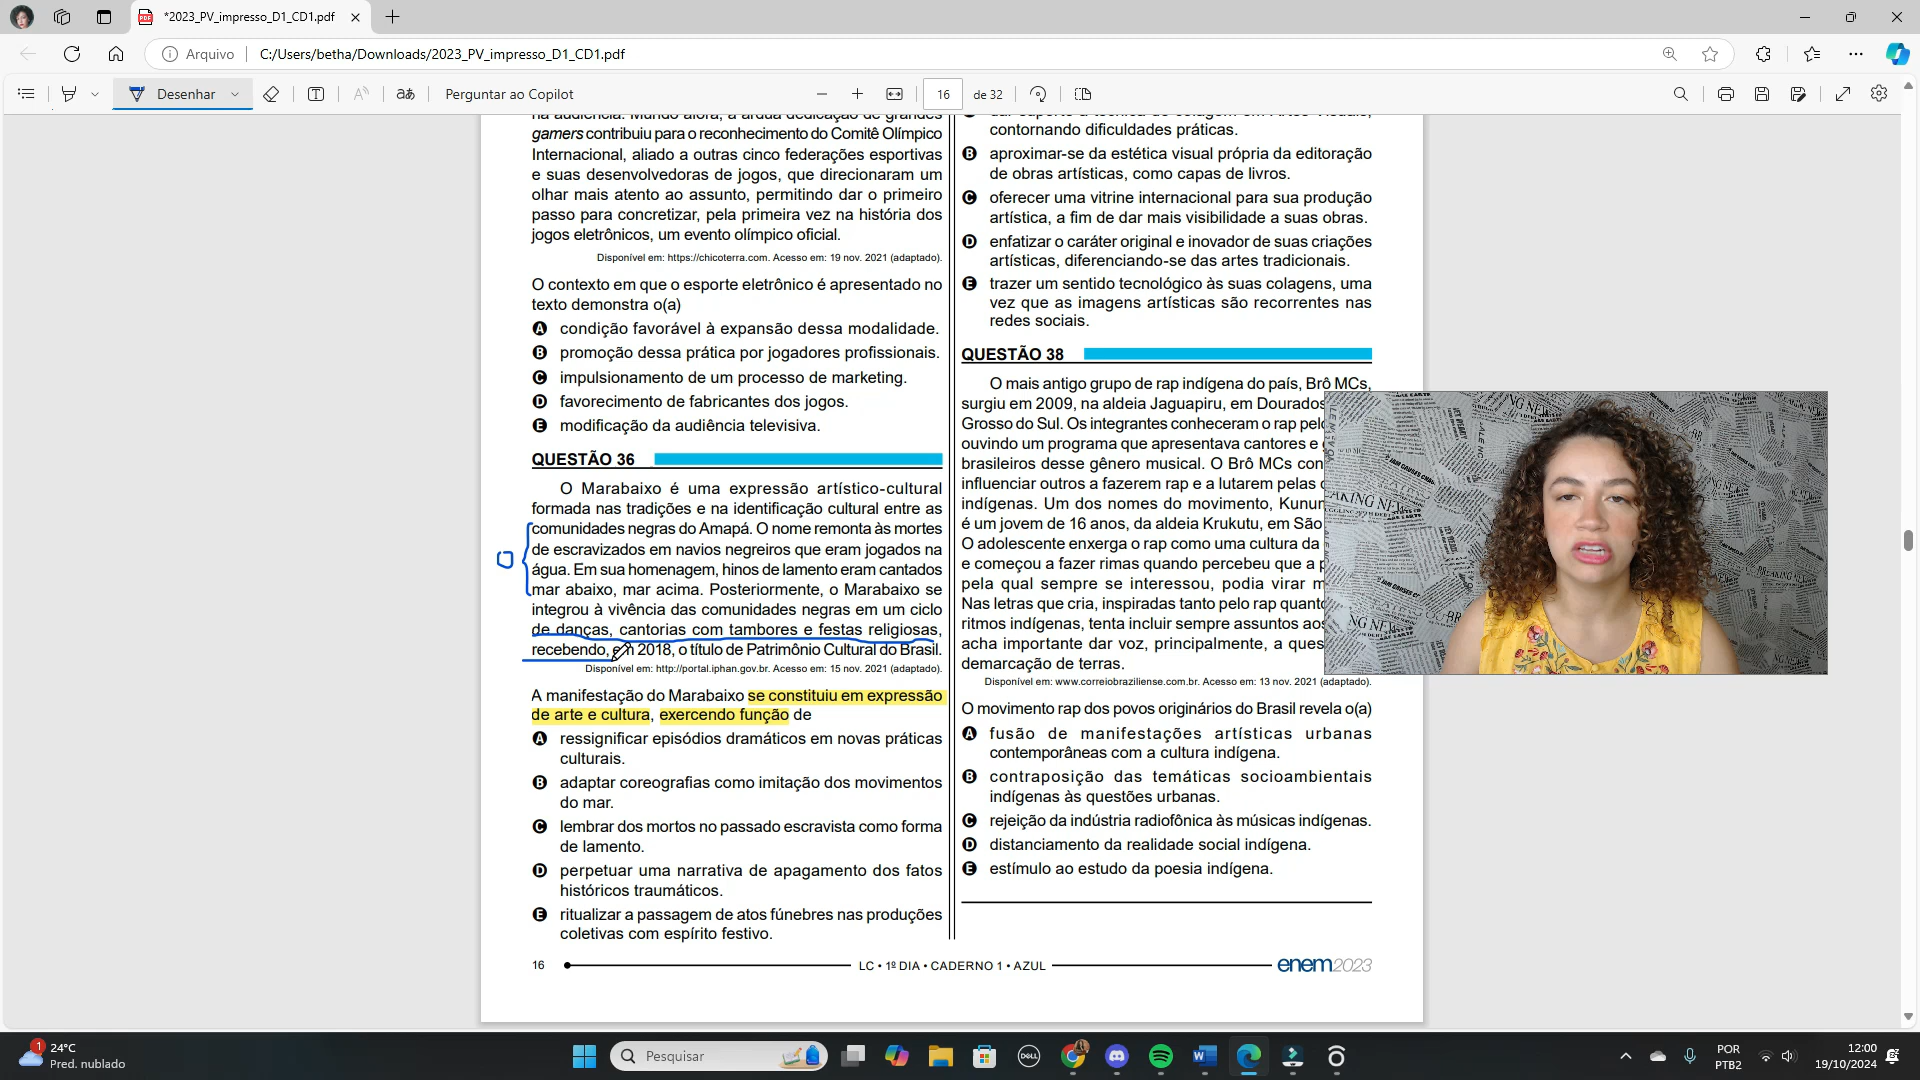 *2023_PV_impresso_D1_CD1.pdf
Arquivo
C:/Users/betha/Downloads/2023_PV_impresso_D1_CD1.pdf
Desenhar
aあ
Perguntar ao Copilot
16
de 32
gamers contribuiu para o reconhecimento do Comitê Olímpico
Internacional, aliado a outras cinco federações esportivas
e suas desenvolvedoras de jogos, que direcionaram um
olhar mais atento ao assunto, permitindo dar o primeiro
passo para concretizar, pela primeira vez na história dos
jogos eletrônicos, um evento olímpico oficial.
Disponível em: https://chicoterra.com. Acesso em: 19 nov. 2021 (adaptado).
O contexto em que o esporte eletrônico é apresentado no
texto demonstra o(a)
A condição favorável à expansão dessa modalidade.
B promoção dessa prática por jogadores profissionais.
C impulsionamento de um processo de marketing.
D favorecimento de fabricantes dos jogos.
E modificação da audiência televisiva.
QUESTÃO 36
O Marabaixo é uma expressão artístico-cultural
formada nas tradições e na identificação cultural entre as
comunidades negras do Amapá. O nome remonta às mortes
de escravizados em navios negreiros que eram jogados na
água. Em sua homenagem, hinos de lamento eram cantados
mar abaixo, mar acima. Posteriormente, o Marabaixo se
integrou à vivência das comunidades negras em um ciclo
de danças, cantorias com tambores e festas religiosas,
recebendo, em 2018, o título de Patrimônio Cultural do Brasil.
Disponível em: http://portal.iphan.gov.br. Acesso em: 15 nov. 2021 (adaptado).
A manifestação do Marabaixo se constituiu em expressão
de arte e cultura, exercendo função de
A ressignificar episódios dramáticos em novas práticas
culturais.
B adaptar coreografias como imitação dos movimentos
do mar.
C lembrar dos mortos no passado escravista como forma
de lamento.
D perpetuar uma narrativa de apagamento dos fatos
históricos traumáticos.
E ritualizar a passagem de atos fúnebres nas produções
coletivas com espírito festivo.
contornando dificuldades práticas.
B aproximar-se da estética visual própria da editoração
de obras artísticas, como capas de livros.
C oferecer uma vitrine internacional para sua produção
artística, a fim de dar mais visibilidade a suas obras.
D enfatizar o caráter original e inovador de suas criações
artísticas, diferenciando-se das artes tradicionais.
E trazer um sentido tecnológico às suas colagens, uma
vez que as imagens artísticas são recorrentes nas
redes sociais.
QUESTÃO 38
O mais antigo grupo de rap indígena do país, Brô MCs,
surgiu em 2009, na aldeia Jaguapiru, em Dourados
Grosso do Sul. Os integrantes conheceram o rap pel
ouvindo um programa que apresentava cantores e
brasileiros desse gênero musical. O Brô MCs con
influenciar outros a fazerem rap e a lutarem pelas
indígenas. Um dos nomes do movimento, Kunu
é um jovem de 16 anos, da aldeia Krukutu, em São
O adolescente enxerga o rap como uma cultura da
e começou a fazer rimas quando percebeu que a
pela qual sempre se interessou, podia virar
Nas letras que cria, inspiradas tanto pelo rap quant
ritmos indígenas, tenta incluir sempre assuntos
acha importante dar voz, principalmente, a
demarcação de terras.
Disponível em: www.correiobraziliense.com.br. Acesso em: 13 nov. 2021 (adaptado).
O movimento rap dos povos originários do Brasil revela o(a)
A fusão de manifestações artísticas urbanas
contemporâneas com a cultura indígena.
B contraposição das temáticas socioambientais
indígenas às questões urbanas.
C rejeição da indústria radiofônica às músicas indígenas.
D distanciamento da realidade social indígena.
E estímulo ao estudo da poesia indígena.
16
LC • 1º DIA • CADERNO 1 • AZUL
enem2023
1
24°C
Pred. nublado
Pesquisar
DELL
POR
PTB2
12:00
19/10/2024